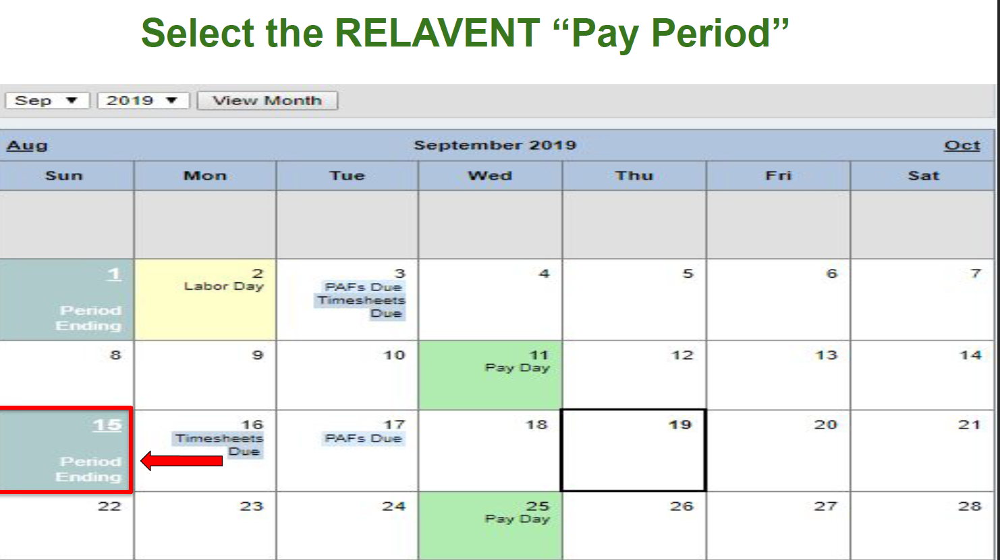 Select the RELAVENT “Pay Period”
Sep ▼ 2019 ▼ View Month
Aug September 2019 Oct
Sun Mon Tue Wed Thu Fri Sat
1 2 3 4 5 6 7
Labor Day PAFs Due
Timesheets
Period Due
Ending
8 9 10 11 12 13 14
Pay Day
15 16 17 18 19 20 21
Timesheets PAFs Due
Due
Period
Ending
22 23 24 25 26 27 28
Pay Day